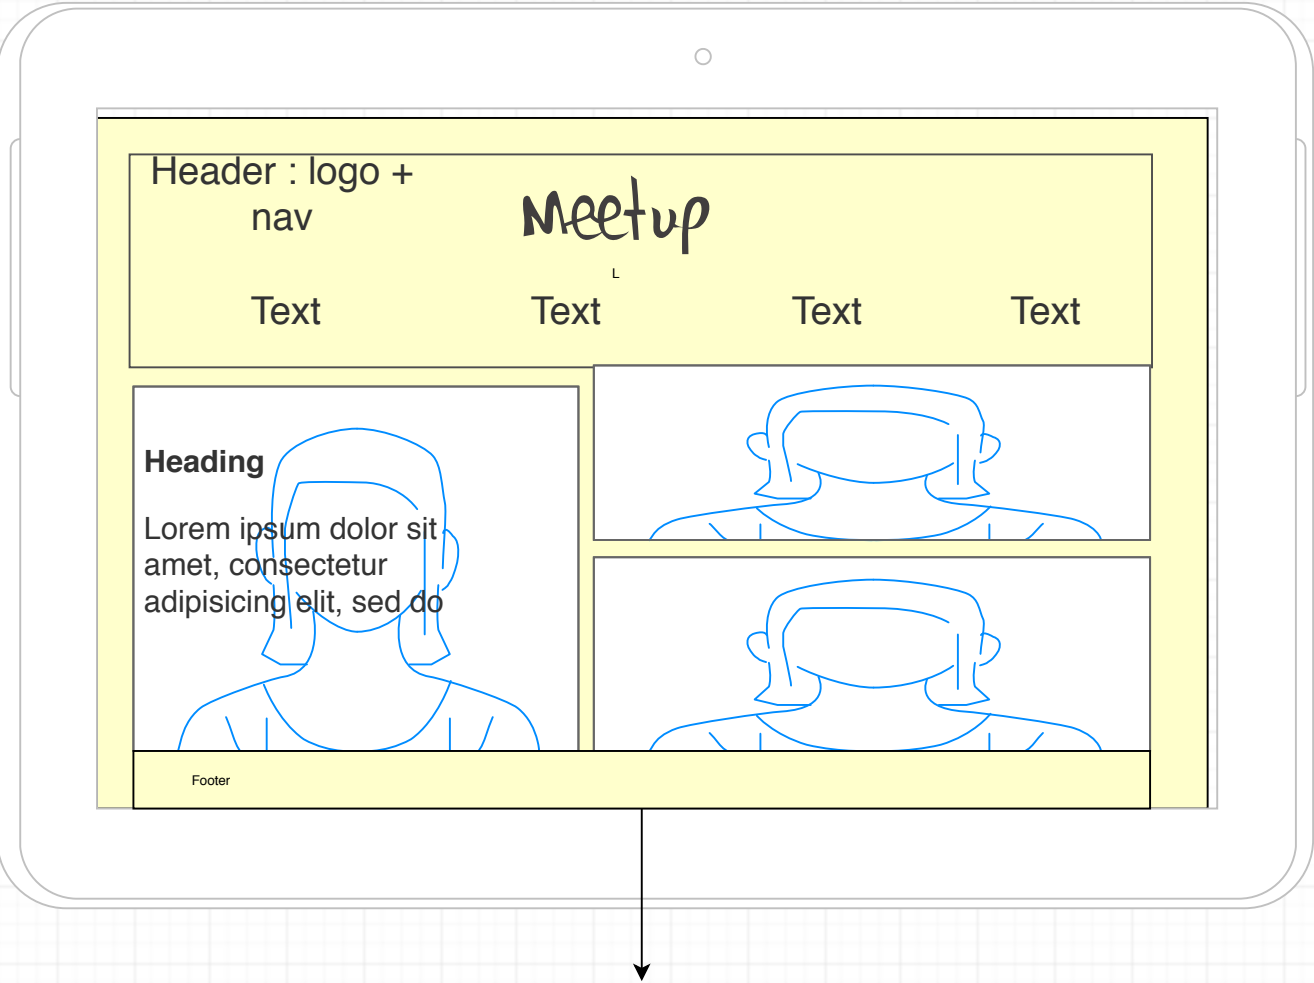 Header : logo +
nav
Meetup
L
Text Text Text Text
Heading
Lorem ipsum dolor sit
amet, consectetur
adipisicing elit, sed do
Footer